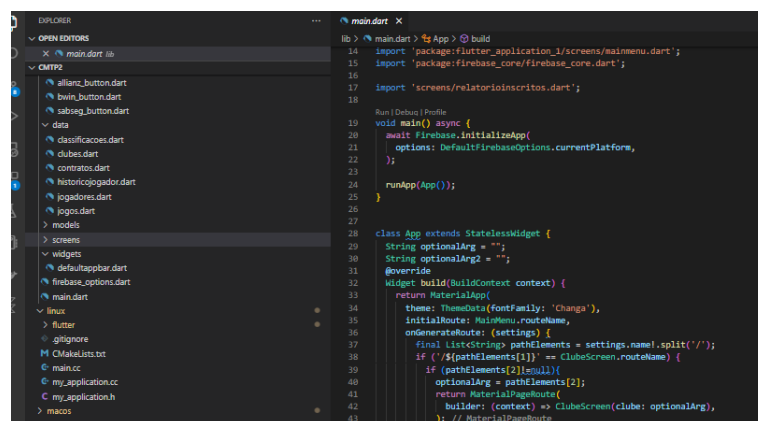 EXPLORER
OPEN EDITORS
main.dart lib
CMTP2
allianz_button.dart
bwin_button.dart
sabseg_button.dart
data
classificacoes.dart
clubes.dart
contratos.dart
historicojogador.dart
jogadores.dart
jogos.dart
models
screens
widgets
defaultappbar.dart
firebase_options.dart
main.dart
linux
flutter
.gitignore
CMakeLists.txt
main.cc
my_application.cc
my_application.h
macos
main.dart
lib > main.dart > App > build
14 import 'package:flutter_application_1/screens/mainmenu.dart';
15 import 'package:firebase_core/firebase_core.dart';
16
17 import 'screens/relatorioinscritos.dart';
18
Run | Debug | Profile
19 void main() async {
20 await Firebase.initializeApp(
21 options: DefaultFirebaseOptions.currentPlatform,
22 );
23
24 runApp(App());
25 }
26
27
28 class App extends StatelessWidget {
29 String optionalArg = "";
30 String optionalArg2 = "";
31 @override
32 Widget build(BuildContext context) {
33 return MaterialApp(
34 theme: ThemeData(fontFamily: 'Changa'),
35 initialRoute: MainMenu.routeName,
36 onGenerateRoute: (settings) {
37 final List<String> pathElements = settings.name!.split('/');
38 if ('/${pathElements[1]}' == ClubeScreen.routeName) {
39 if (pathElements[2]!=null){
40 optionalArg = pathElements[2];
41 return MaterialPageRoute(
42 builder: (context) => ClubeScreen(clube: optionalArg),
43 ); // MaterialPageRoute